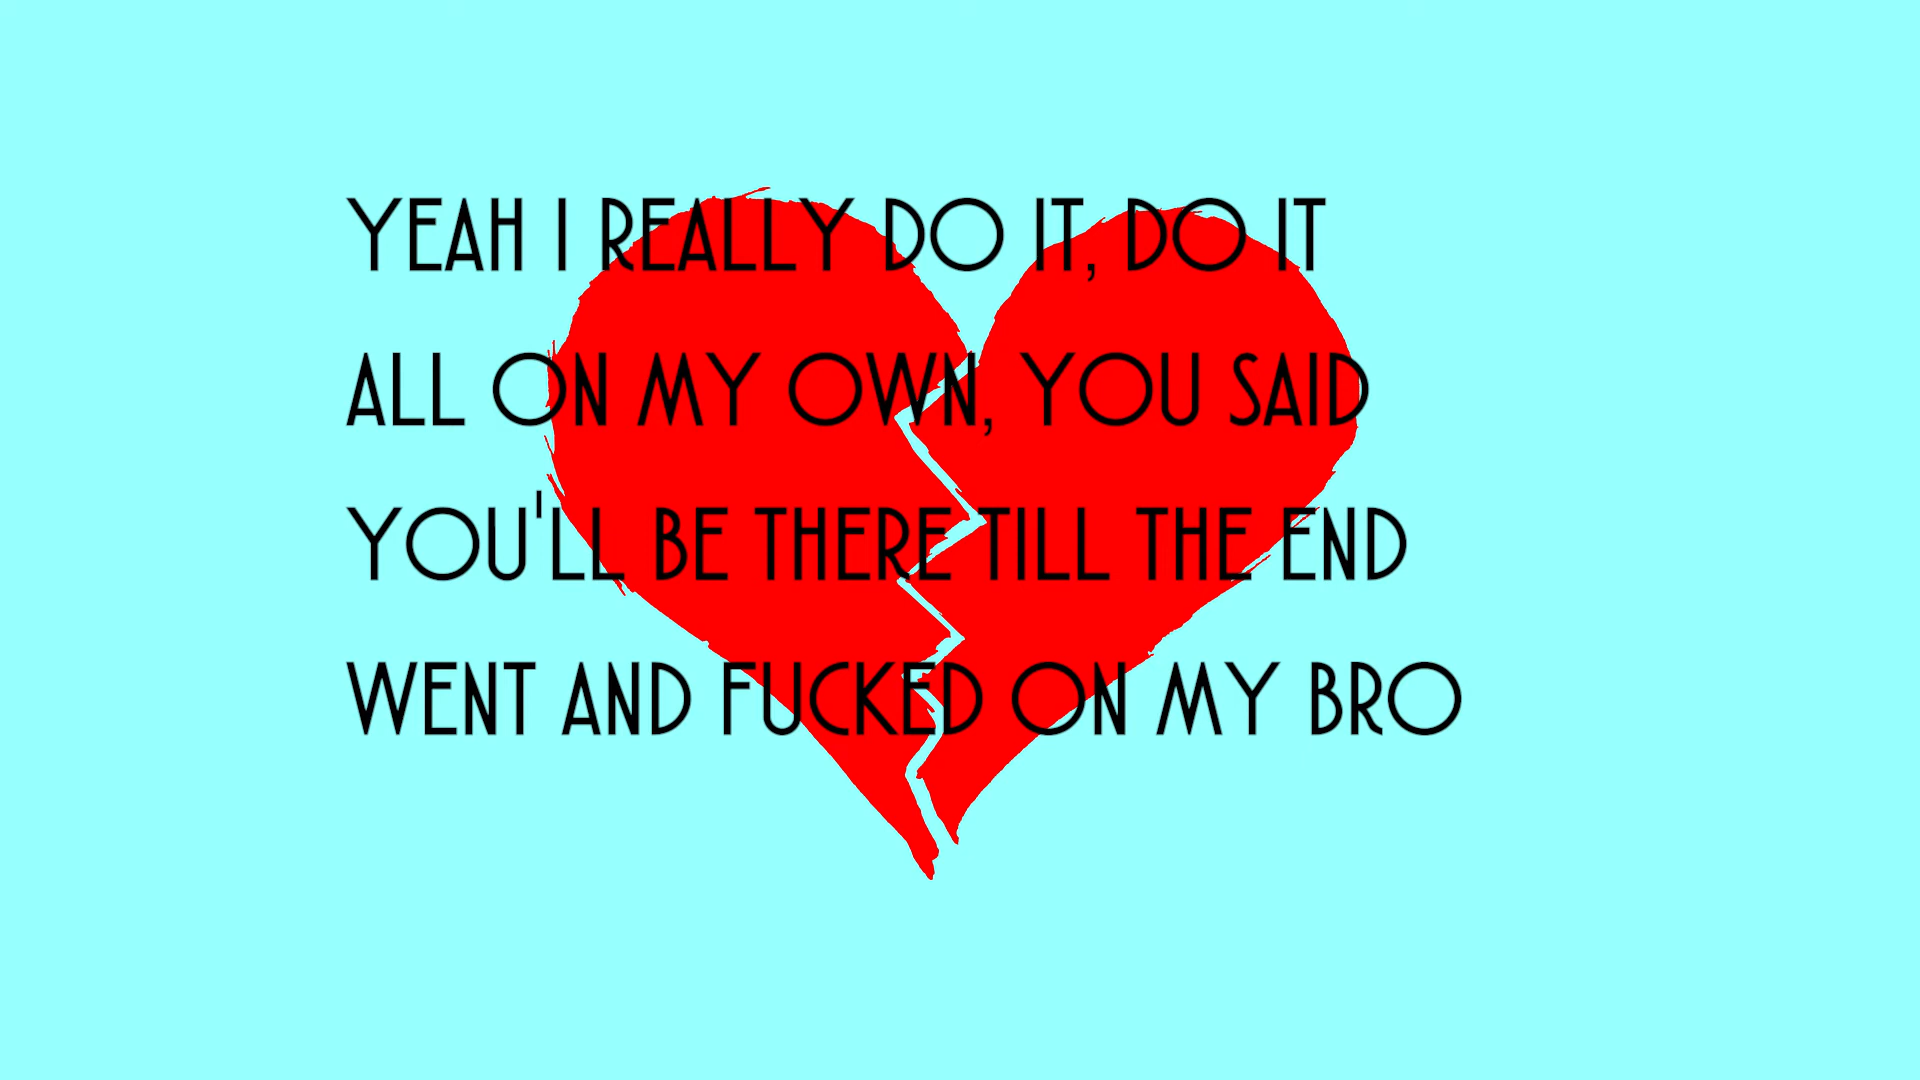 YEAH I REALLY DO IT, DO IT
ALL ON MY OWN, YOU SAID
YOU'LL BE THERE TILL THE END
WENT AND FUCKED ON MY BRO